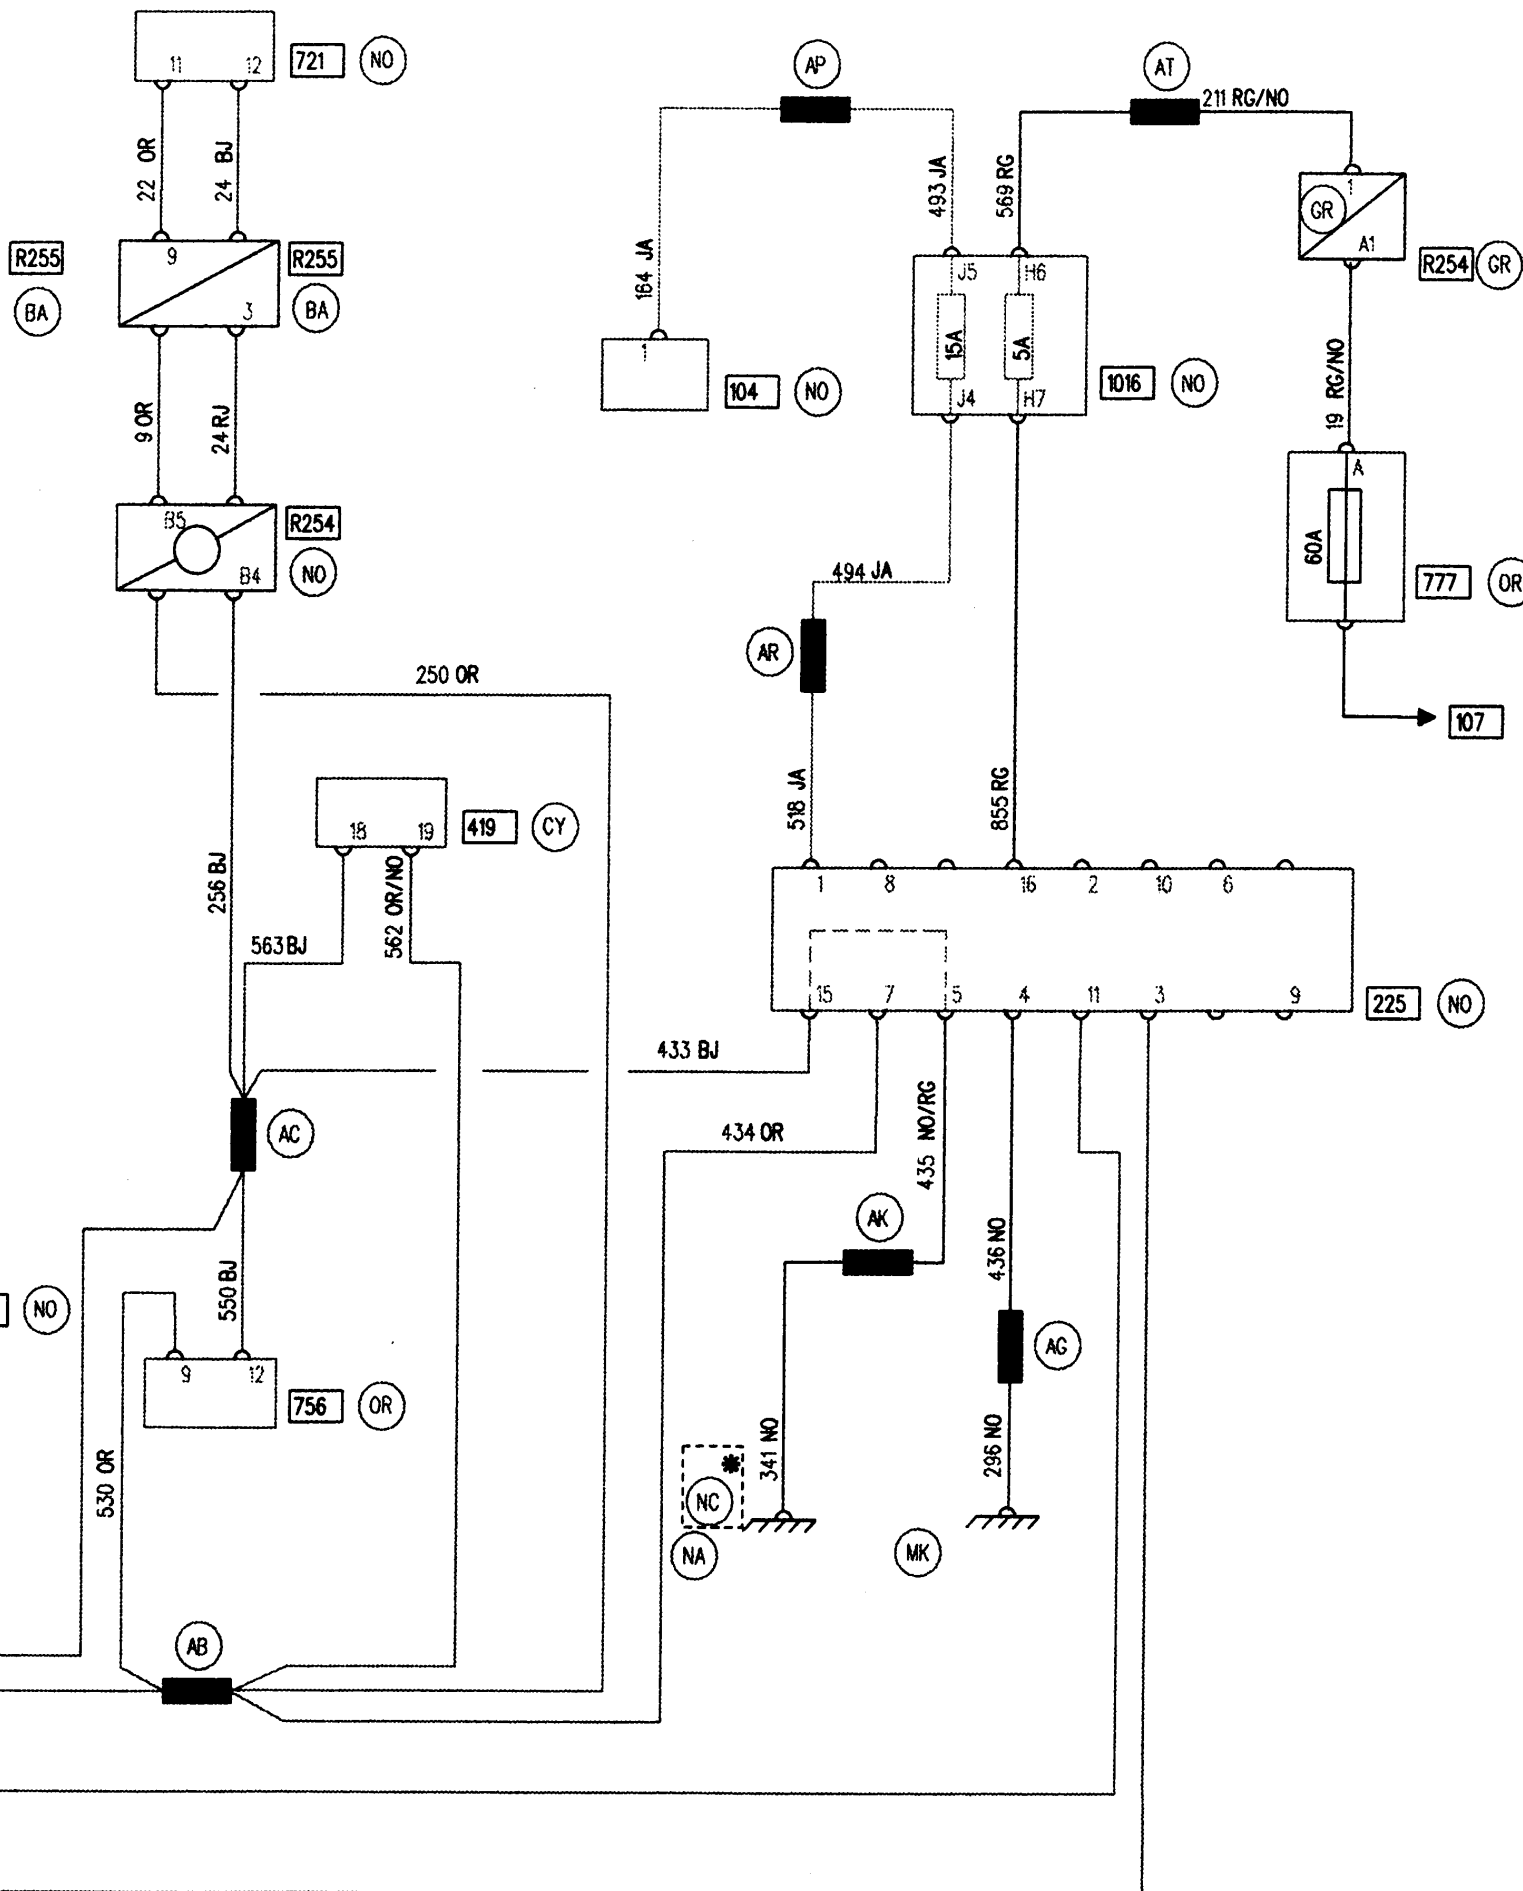 11 12 721 NO
22 OR
24 BJ
R255 BA
9
3
R255 BA
9 OR
24 RJ
B5
B4
R254 NO
250 OR
256 BJ
18 19 419 CY
563 BJ
562 OR/NO
AC
550 BJ
NO
9 12 756 OR
530 OR
AB
AP
164 JA
493 JA
1
104 NO
AT
211 RG/NO
569 RG
J5 H6
15A
5A
J4 H7
1016 NO
GR
1
A1
R254 GR
19 RG/NO
A
60A
777 OR
107
494 JA
AR
518 JA
855 RG
1 8 16 2 10 6
15 7 5 4 11 3 9
225 NO
433 BJ
434 OR
435 NO/RG
436 NO
AK
AG
341 NO
296 NO
*
NC
NA
MK